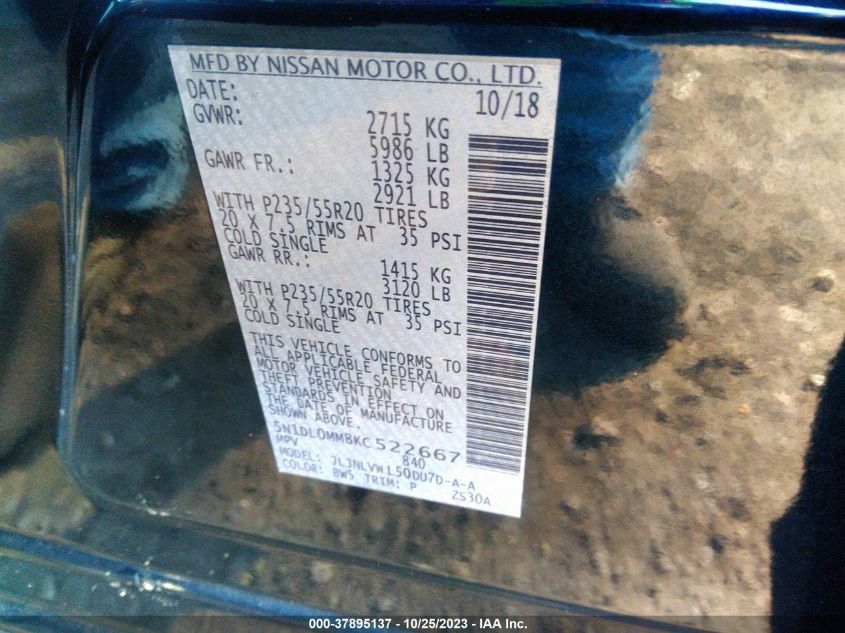 MFD BY NISSAN MOTOR CO., LTD.
DATE: 10/18
GVWR: 2715 KG
5986 LB
GAWR FR.: 1325 KG
2921 LB
WITH P235/55R20 TIRES
20 X 7.5 RIMS AT 35 PSI
COLD SINGLE
GAWR RR.: 1415 KG
3120 LB
WITH P235/55R20 TIRES
20 X 7.5 RIMS AT 35 PSI
COLD SINGLE
THIS VEHICLE CONFORMS TO
ALL APPLICABLE FEDERAL
MOTOR VEHICLE SAFETY AND
THEFT PREVENTION
STANDARDS IN EFFECT ON
THE DATE OF MANUFACTURE
SHOWN ABOVE.
5N1DL0MM8KC522667
MPV 840
MODEL: JLJNLVWL50DU7D-A-A
COLOR: BW5 TRIM: P ZS30A
000-37895137 - 10/25/2023 - IAA Inc.